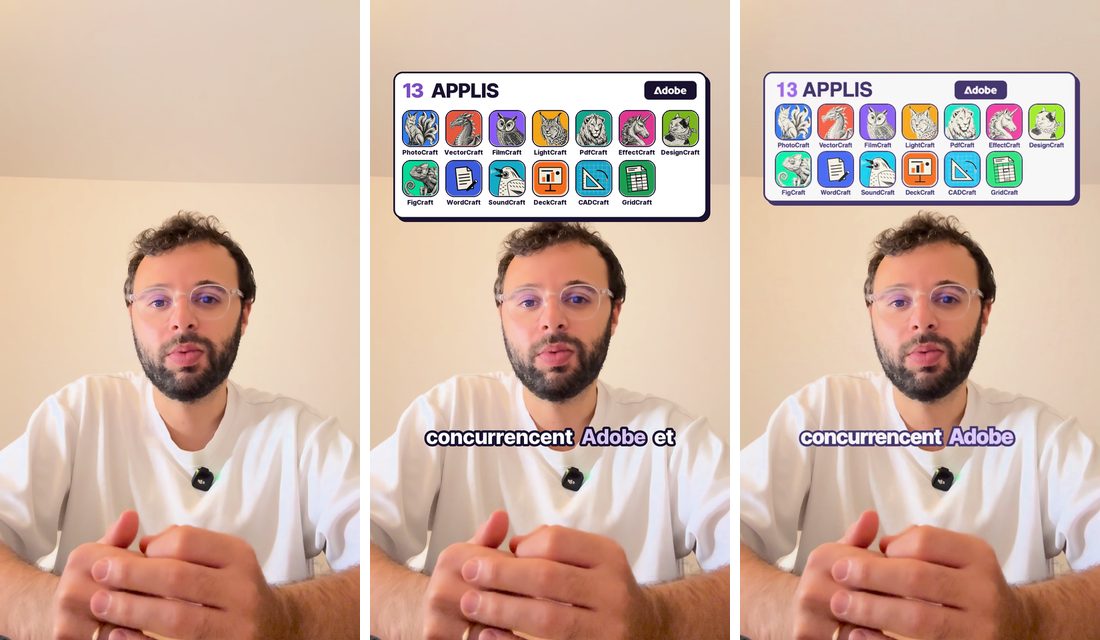 13 APPLIS
Adobe
PhotoCraft VectorCraft FilmCraft LightCraft PdfCraft EffectCraft DesignCraft
FigCraft WordCraft SoundCraft DeckCraft CADCraft GridCraft
concurrencent Adobe et
13 APPLIS
Adobe
PhotoCraft VectorCraft FilmCraft LightCraft PdfCraft EffectCraft DesignCraft
FigCraft WordCraft SoundCraft DeckCraft CADCraft GridCraft
concurrencent Adobe